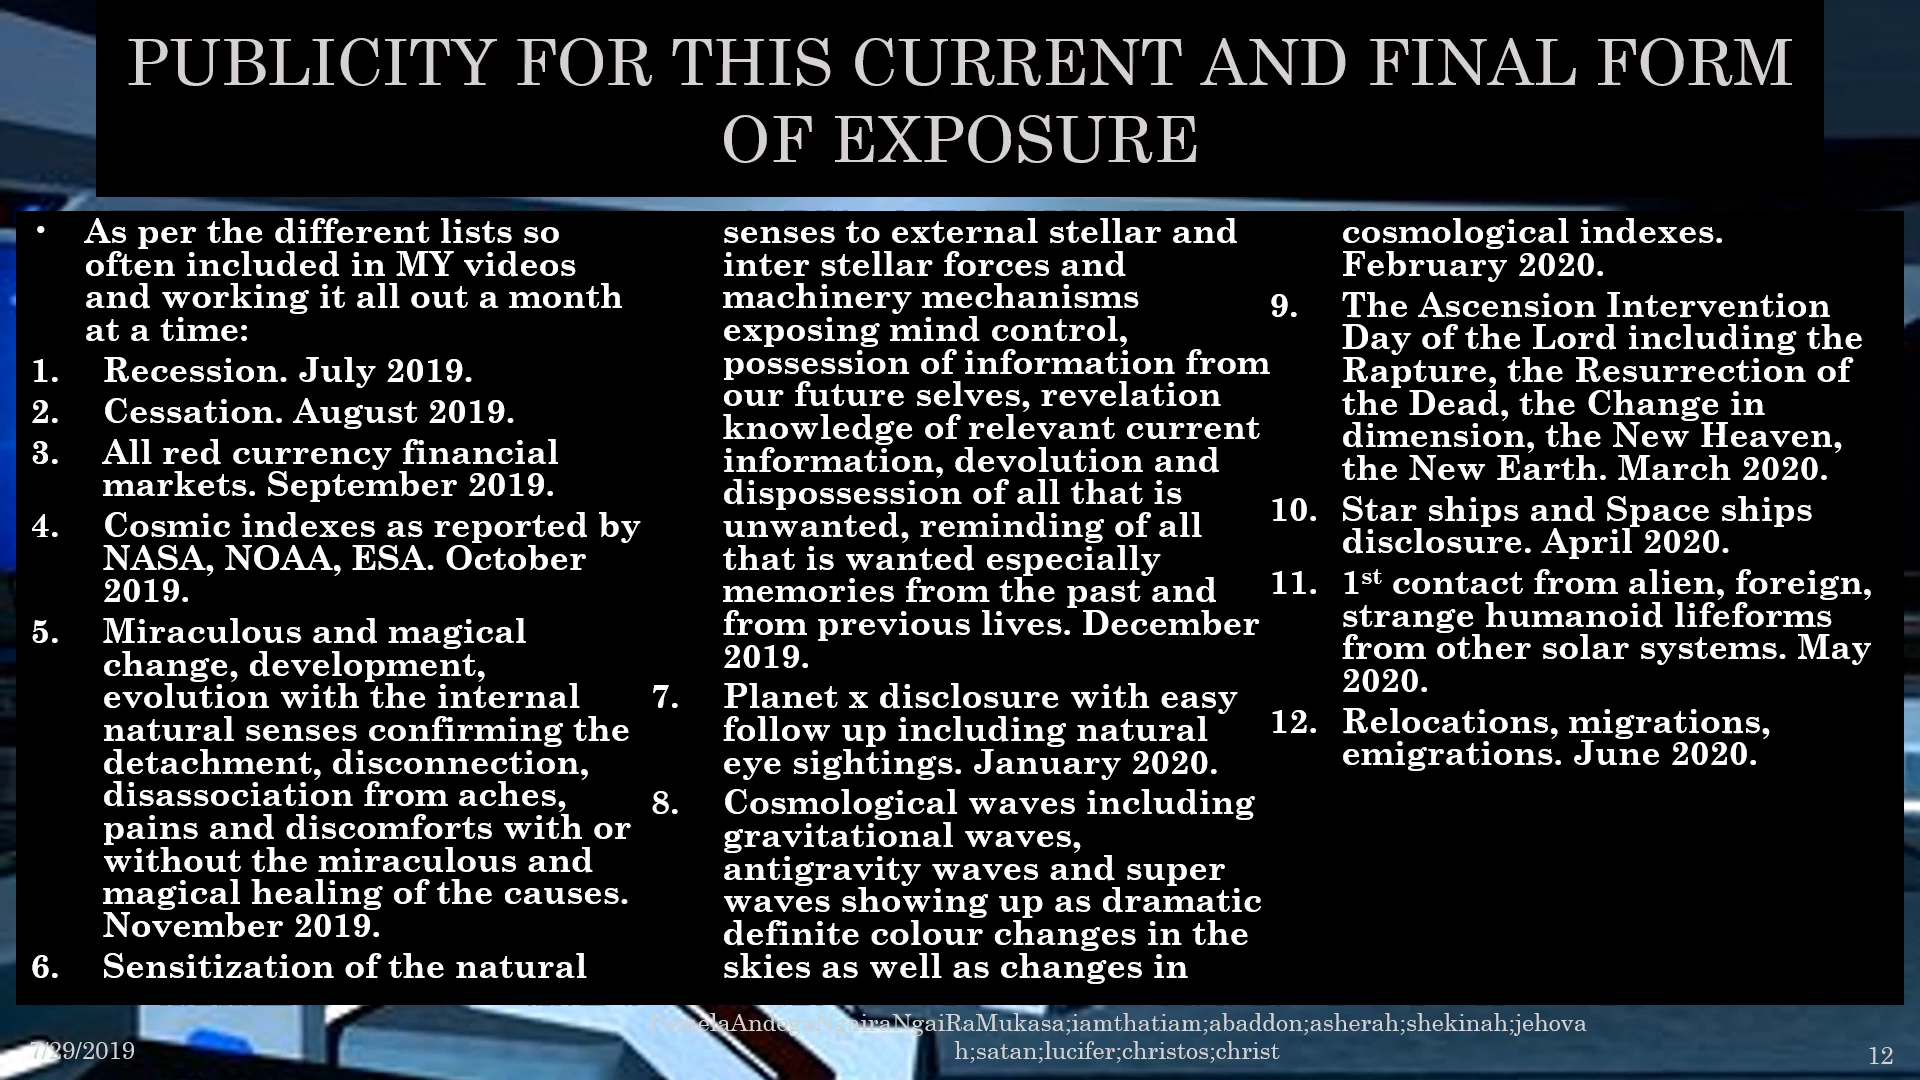 PUBLICITY FOR THIS CURRENT AND FINAL FORM
OF EXPOSURE
• As per the different lists so
often included in MY videos
and working it all out a month
at a time:
1. Recession. July 2019.
2. Cessation. August 2019.
3. All red currency financial
markets. September 2019.
4. Cosmic indexes as reported by
NASA, NOAA, ESA. October
2019.
5. Miraculous and magical
change, development,
evolution with the internal
natural senses confirming the
detachment, disconnection,
disassociation from aches,
pains and discomforts with or
without the miraculous and
magical healing of the causes.
November 2019.
6. Sensitization of the natural
senses to external stellar and
inter stellar forces and
machinery mechanisms
exposing mind control,
possession of information from
our future selves, revelation
knowledge of relevant current
information, devolution and
dispossession of all that is
unwanted, reminding of all
that is wanted especially
memories from the past and
from previous lives. December
2019.
7. Planet x disclosure with easy
follow up including natural
eye sightings. January 2020.
8. Cosmological waves including
gravitational waves,
antigravity waves and super
waves showing up as dramatic
definite colour changes in the
skies as well as changes in
cosmological indexes.
February 2020.
9. The Ascension Intervention
Day of the Lord including the
Rapture, the Resurrection of
the Dead, the Change in
dimension, the New Heaven,
the New Earth. March 2020.
10. Star ships and Space ships
disclosure. April 2020.
11. 1st contact from alien, foreign,
strange humanoid lifeforms
from other solar systems. May
2020.
12. Relocations, migrations,
emigrations. June 2020.
;iamthatiam;abaddon;asherah;shekinah;jehova
h;satan;lucifer;christos;christ
7/29/2019
12